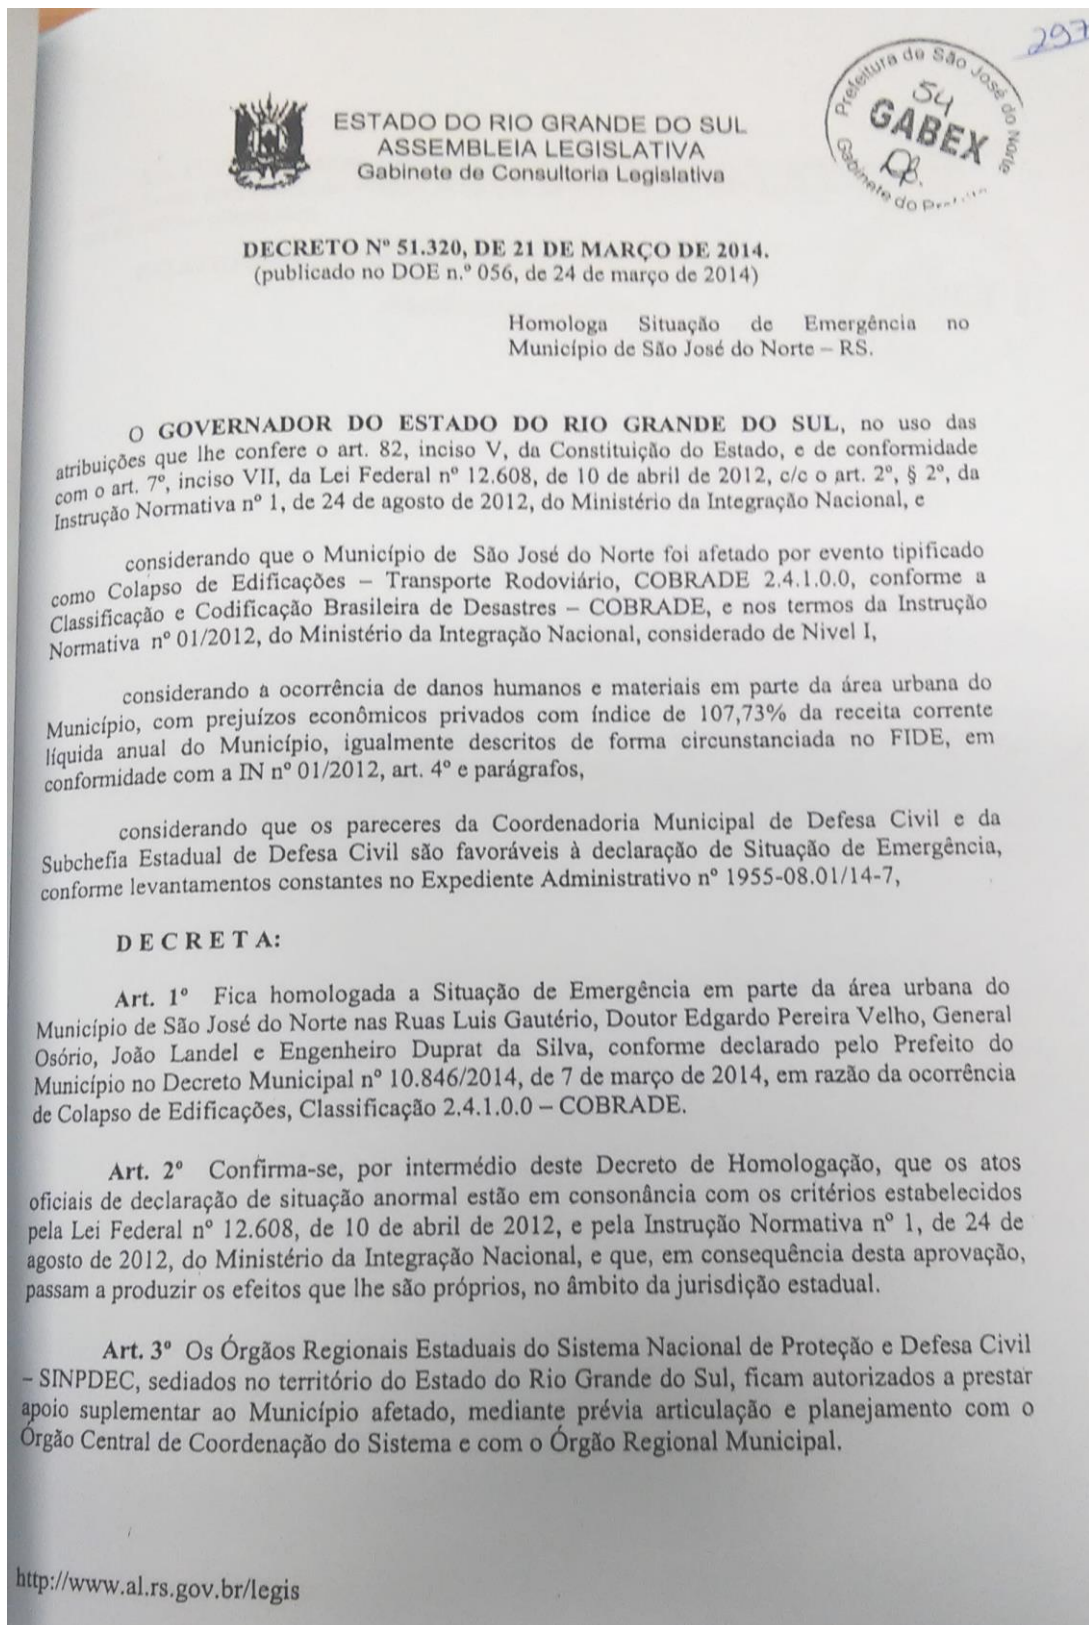 297
Prefeitura de São José do Norte
54
GABEX
Gabinete do
ESTADO DO RIO GRANDE DO SUL
ASSEMBLEIA LEGISLATIVA
Gabinete de Consultoria Legislativa
DECRETO Nº 51.320, DE 21 DE MARÇO DE 2014.
(publicado no DOE n.º 056, de 24 de março de 2014)
Homologa Situação de Emergência no
Município de São José do Norte – RS.
O GOVERNADOR DO ESTADO DO RIO GRANDE DO SUL, no uso das
atribuições que lhe confere o art. 82, inciso V, da Constituição do Estado, e de conformidade
com o art. 7º, inciso VII, da Lei Federal nº 12.608, de 10 de abril de 2012, c/c o art. 2º, § 2º, da
Instrução Normativa nº 1, de 24 de agosto de 2012, do Ministério da Integração Nacional, e
considerando que o Município de São José do Norte foi afetado por evento tipificado
como Colapso de Edificações – Transporte Rodoviário, COBRADE 2.4.1.0.0, conforme a
Classificação e Codificação Brasileira de Desastres – COBRADE, e nos termos da Instrução
Normativa nº 01/2012, do Ministério da Integração Nacional, considerado de Nivel I,
considerando a ocorrência de danos humanos e materiais em parte da área urbana do
Município, com prejuízos econômicos privados com índice de 107,73% da receita corrente
líquida anual do Município, igualmente descritos de forma circunstanciada no FIDE, em
conformidade com a IN nº 01/2012, art. 4º e parágrafos,
considerando que os pareceres da Coordenadoria Municipal de Defesa Civil e da
Subchefia Estadual de Defesa Civil são favoráveis à declaração de Situação de Emergência,
conforme levantamentos constantes no Expediente Administrativo nº 1955-08.01/14-7,
D E C R E T A:
Art. 1º Fica homologada a Situação de Emergência em parte da área urbana do
Município de São José do Norte nas Ruas Luis Gautério, Doutor Edgardo Pereira Velho, General
Osório, João Landel e Engenheiro Duprat da Silva, conforme declarado pelo Prefeito do
Município no Decreto Municipal nº 10.846/2014, de 7 de março de 2014, em razão da ocorrência
de Colapso de Edificações, Classificação 2.4.1.0.0 – COBRADE.
Art. 2º Confirma-se, por intermédio deste Decreto de Homologação, que os atos
oficiais de declaração de situação anormal estão em consonância com os critérios estabelecidos
pela Lei Federal nº 12.608, de 10 de abril de 2012, e pela Instrução Normativa nº 1, de 24 de
agosto de 2012, do Ministério da Integração Nacional, e que, em consequência desta aprovação,
passam a produzir os efeitos que lhe são próprios, no âmbito da jurisdição estadual.
Art. 3º Os Órgãos Regionais Estaduais do Sistema Nacional de Proteção e Defesa Civil
– SINPDEC, sediados no território do Estado do Rio Grande do Sul, ficam autorizados a prestar
apoio suplementar ao Município afetado, mediante prévia articulação e planejamento com o
Órgão Central de Coordenação do Sistema e com o Órgão Regional Municipal.
http://www.al.rs.gov.br/legis